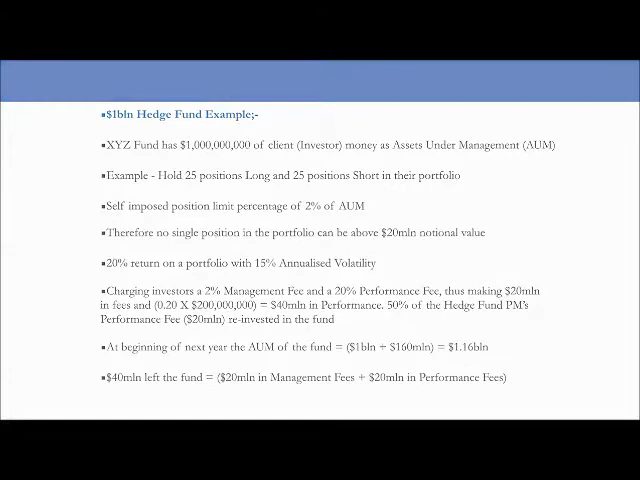 ▪$1bln Hedge Fund Example;-
▪XYZ Fund has $1,000,000,000 of client (Investor) money as Assets Under Management (AUM)
▪Example - Hold 25 positions Long and 25 positions Short in their portfolio
▪Self imposed position limit percentage of 2% of AUM
▪Therefore no single position in the portfolio can be above $20mln notional value
▪20% return on a portfolio with 15% Annualised Volatility
▪Charging investors a 2% Management Fee and a 20% Performance Fee, thus making $20mln
in fees and (0.20 X $200,000,000) = $40mln in Performance. 50% of the Hedge Fund PM's
Performance Fee ($20mln) re-invested in the fund
▪At beginning of next year the AUM of the fund = ($1bln + $160mln) = $1.16bln
▪$40mln left the fund = ($20mln in Management Fees + $20mln in Performance Fees)